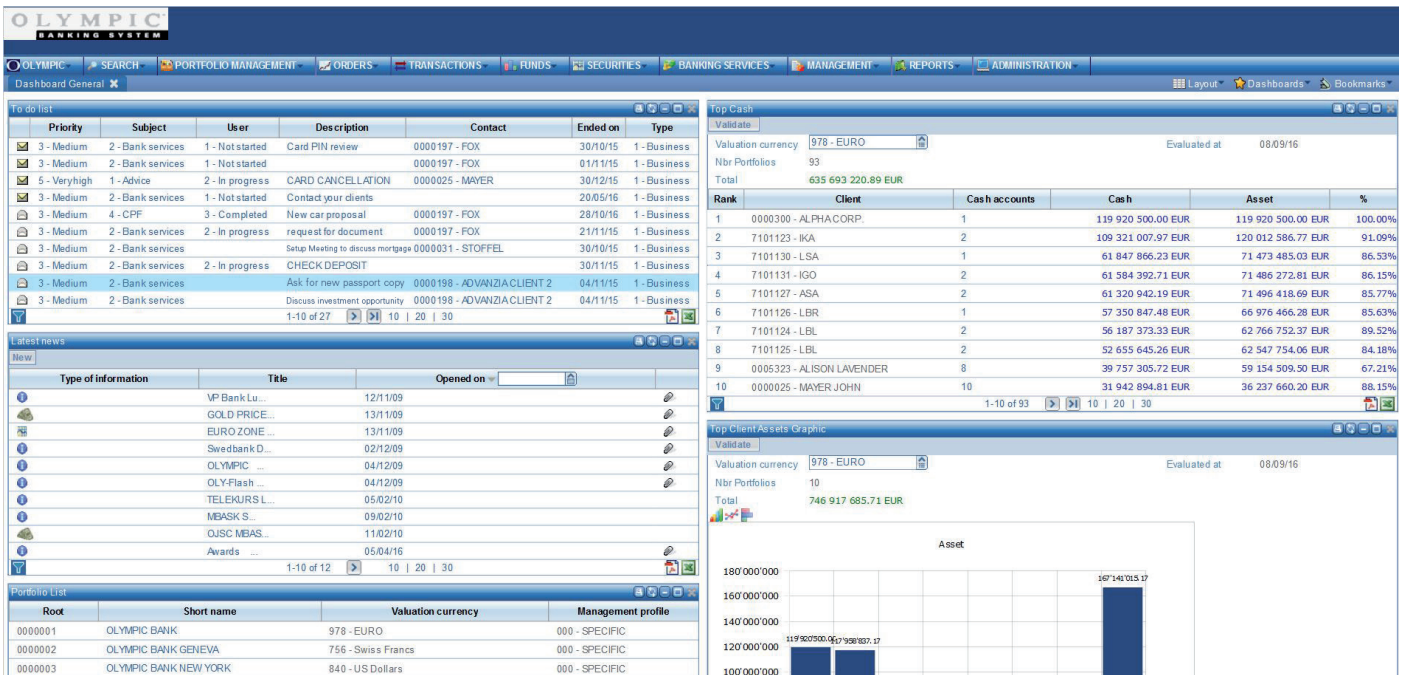 OLYMPIC
BANKING SYSTEM
OLYMPIC SEARCH PORTFOLIO MANAGEMENT ORDERS TRANSACTIONS FUNDS SECURITIES BANKING SERVICES MANAGEMENT REPORTS ADMINISTRATION
Dashboard General Layout Dashboards Bookmarks
To do list
Priority Subject User Description Contact Ended on Type
3 - Medium 2 - Bank services 1 - Not started Card PIN review 0000197 - FOX 30/10/15 1 - Business
3 - Medium 2 - Bank services 1 - Not started 0000197 - FOX 01/11/15 1 - Business
5 - Veryhigh 1 - Advice 2 - In progress CARD CANCELLATION 0000025 - MAYER 30/12/15 1 - Business
3 - Medium 2 - Bank services 1 - Not started Contact your clients 20/05/16 1 - Business
3 - Medium 4 - CPF 3 - Completed New car proposal 0000197 - FOX 28/10/16 1 - Business
3 - Medium 2 - Bank services 2 - In progress request for document 0000197 - FOX 21/11/15 1 - Business
3 - Medium 2 - Bank services Setup Meeting to discuss mortgage 0000031 - STOFFEL 30/10/15 1 - Business
3 - Medium 2 - Bank services 2 - In progress CHECK DEPOSIT 30/11/15 1 - Business
3 - Medium 2 - Bank services Ask for new passport copy 0000198 - ADVANZIA CLIENT 2 04/11/15 1 - Business
3 - Medium 2 - Bank services Discuss investment opportunity 0000198 - ADVANZIA CLIENT 2 04/11/15 1 - Business
1-10 of 27 10 | 20 | 30
Latest news
New
Type of information Title Opened on
VP Bank Lu... 12/11/09
GOLD PRICE... 13/11/09
EURO ZONE ... 13/11/09
Swedbank D... 02/12/09
OLYMPIC ... 04/12/09
OLY-Flash ... 04/12/09
TELEKURS L... 05/02/10
MBASK S... 09/02/10
OJSC MBAS... 11/02/10
Awards ... 05/04/16
1-10 of 12 10 | 20 | 30
Portfolio List
Root Short name Valuation currency Management profile
0000001 OLYMPIC BANK 978 - EURO 000 - SPECIFIC
0000002 OLYMPIC BANK GENEVA 756 - Swiss Francs 000 - SPECIFIC
0000003 OLYMPIC BANK NEW YORK 840 - US Dollars 000 - SPECIFIC
Top Cash
Validate
Valuation currency 978 - EURO Evaluated at 08/09/16
Nbr Portfolios 93
Total 635 693 220.89 EUR
Rank Client Cash accounts Cash Asset %
1 0000300 - ALPHA CORP. 1 119 920 500.00 EUR 119 920 500.00 EUR 100.00%
2 7101123 - IKA 2 109 321 007.97 EUR 120 012 586.77 EUR 91.09%
3 7101130 - LSA 1 61 847 866.23 EUR 71 473 485.03 EUR 86.53%
4 7101131 - IGO 2 61 584 392.71 EUR 71 486 272.81 EUR 86.15%
5 7101127 - ASA 2 61 320 942.19 EUR 71 496 418.69 EUR 85.77%
6 7101126 - LBR 1 57 350 847.48 EUR 66 976 466.28 EUR 85.63%
7 7101124 - LBL 2 56 187 373.33 EUR 62 766 752.37 EUR 89.52%
8 7101125 - LBL 2 52 655 645.26 EUR 62 547 754.06 EUR 84.18%
9 0005323 - ALISON LAVENDER 8 39 757 305.72 EUR 59 154 509.50 EUR 67.21%
10 0000025 - MAYER JOHN 10 31 942 894.81 EUR 36 237 660.20 EUR 88.15%
1-10 of 93 10 | 20 | 30
Top Client Assets Graphic
Validate
Valuation currency 978 - EURO Evaluated at 08/09/16
Nbr Portfolios 10
Total 746 917 685.71 EUR
Asset
180'000'000
167'141'015.17
160'000'000
140'000'000
119'920'500.00 117'958'837.17
120'000'000
100'000'000